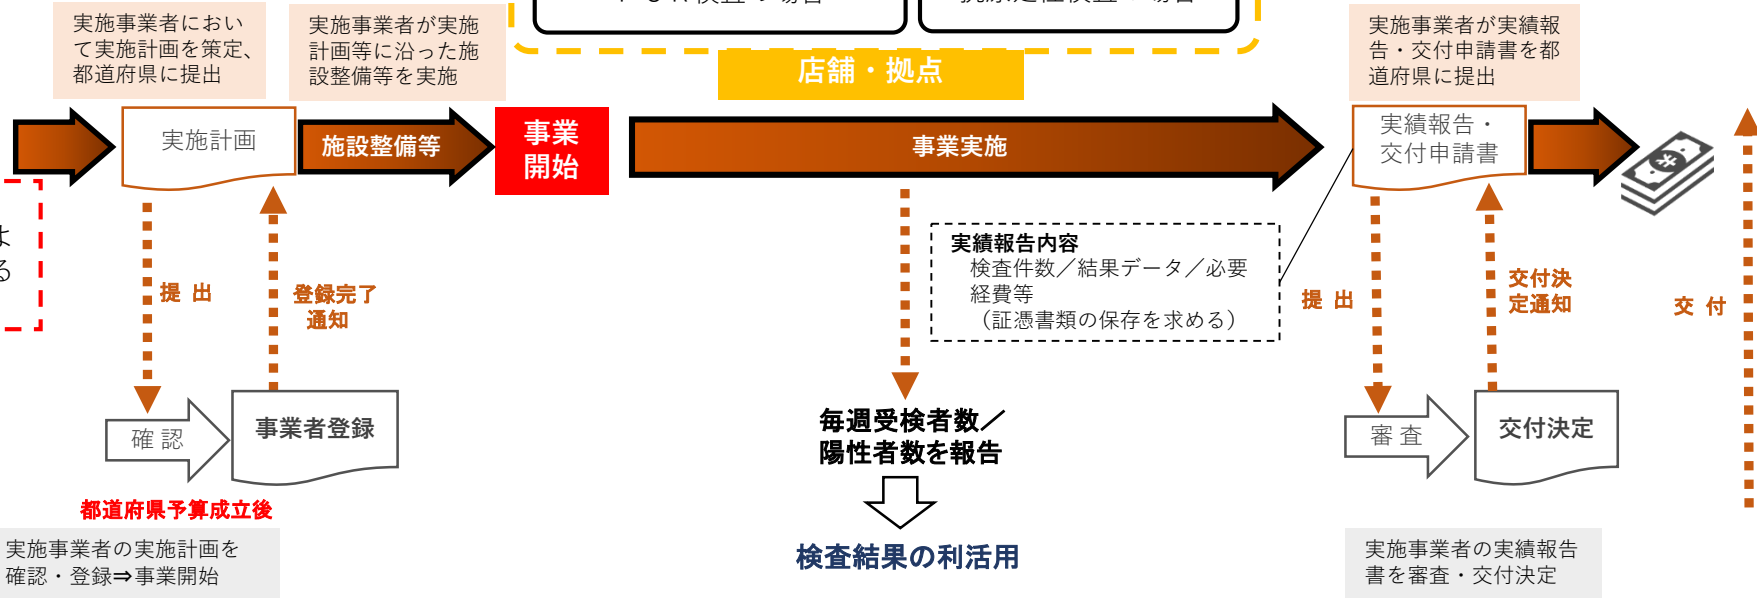 実施事業者におい
て実施計画を策定、
都道府県に提出
実施事業者が実施
計画等に沿った施
設整備等を実施
店舗・拠点
実施事業者が実績報
告・交付申請書を都
道府県に提出
実施計画
施設整備等
事業
開始
事業実施
実績報告・
交付申請書
よ
る
提 出
登録完了
通知
実績報告内容
検査件数／結果データ／必要
経費等
（証憑書類の保存を求める）
提 出
交付決
定通知
交 付
確 認
事業者登録
毎週受検者数／
陽性者数を報告
審 査
交付決定
都道府県予算成立後
検査結果の利活用
実施事業者の実施計画を
確認・登録⇒事業開始
実施事業者の実績報告
書を審査・交付決定